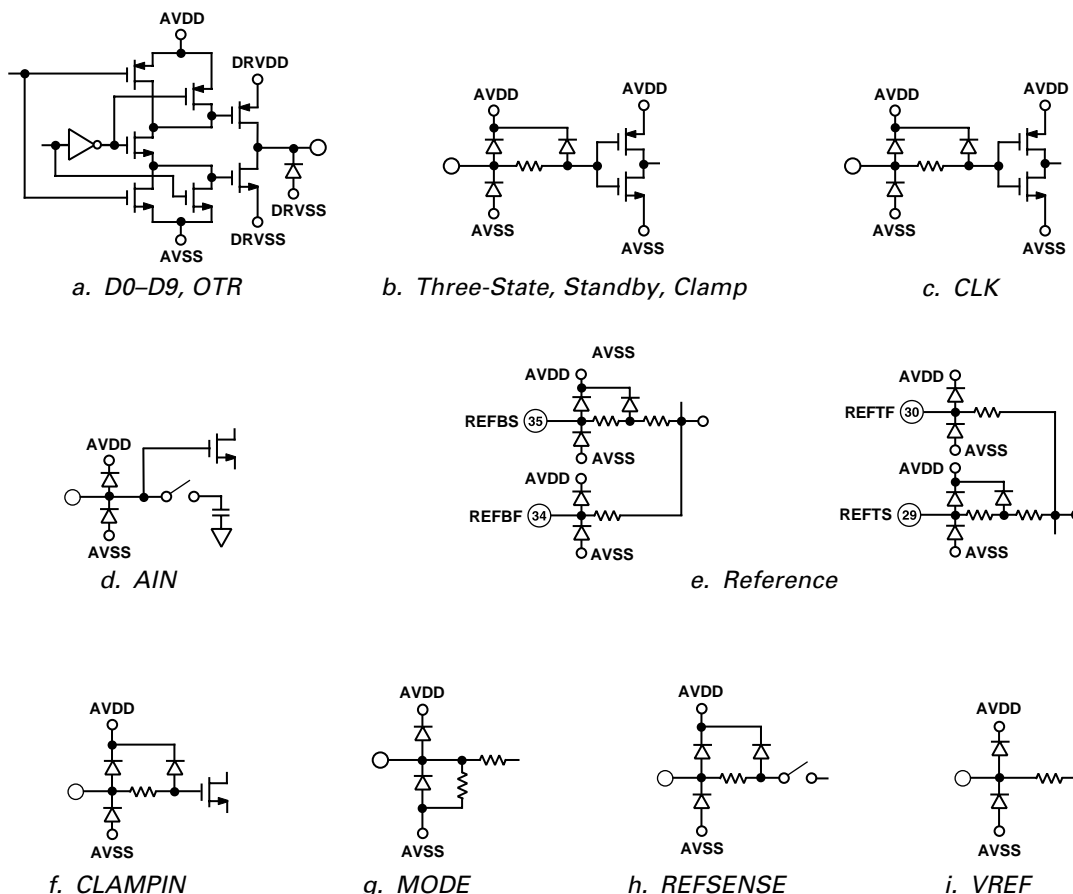 AVDD
DRVDD
DRVSS
AVSS
DRVSS
a. D0–D9, OTR
AVDD
AVDD
AVSS
AVSS
b. Three-State, Standby, Clamp
AVDD
AVDD
AVSS
AVSS
c. CLK
AVDD
AVSS
d. AIN
AVSS
AVDD
REFBS 35
AVSS
AVDD
REFBF 34
AVSS
AVDD
REFTF 30
AVSS
AVDD
REFTS 29
AVSS
e. Reference
AVDD
AVSS
f. CLAMPIN
AVDD
AVSS
g. MODE
AVDD
AVSS
h. REFSENSE
AVDD
AVSS
i. VREF